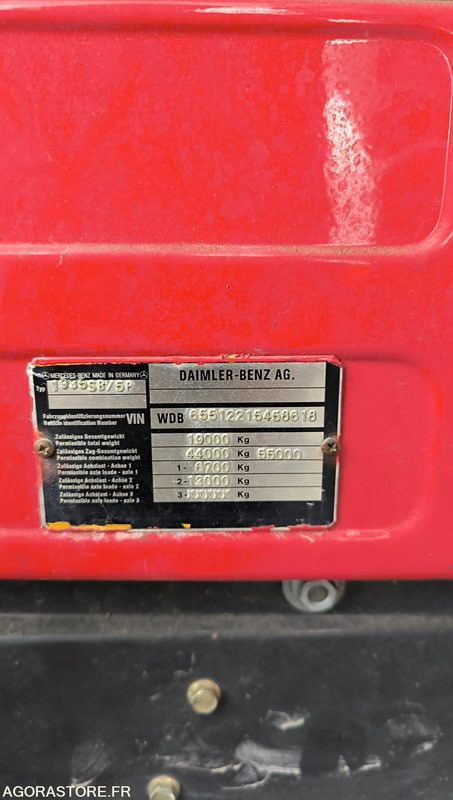 MERCEDES-BENZ MADE IN GERMANY
Typ 1935SB/5P
DAIMLER-BENZ AG.
Fahrzeugidentifizierungsnummer
Vehicle identification Number VIN WDB 65512215458618
Zulässiges Gesamtgewicht
Permissible total weight 19000 Kg
Zulässiges Zug-Gesamtgewicht
Permissible combination weight 44000 Kg 55000
Zulässige Achslast - Achse 1
Permissible axle loads - axle 1 1- 6700 Kg
Zulässige Achslast - Achse 2
Permissible axle loads - axle 2 2- 13000 Kg
Zulässige Achslast - Achse 3
Permissible axle loads - axle 3 3- XXXXX Kg
AGORASTORE.FR